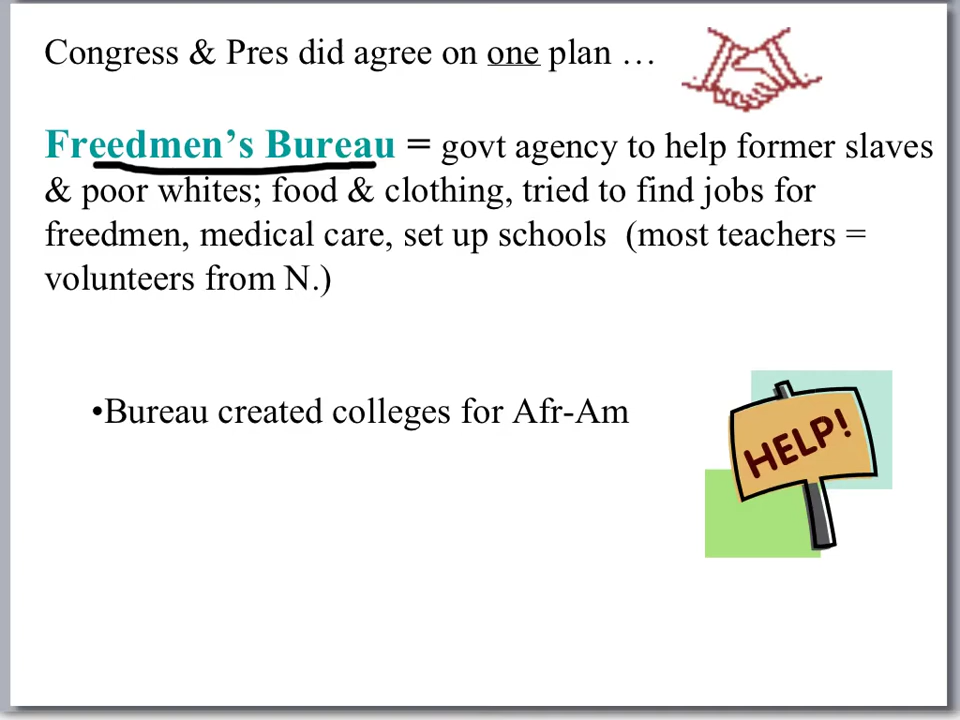 Congress & Pres did agree on one plan …
Freedmen’s Bureau = govt agency to help former slaves
& poor whites; food & clothing, tried to find jobs for
freedmen, medical care, set up schools  (most teachers =
volunteers from N.)
•Bureau created colleges for Afr-Am
HELP!